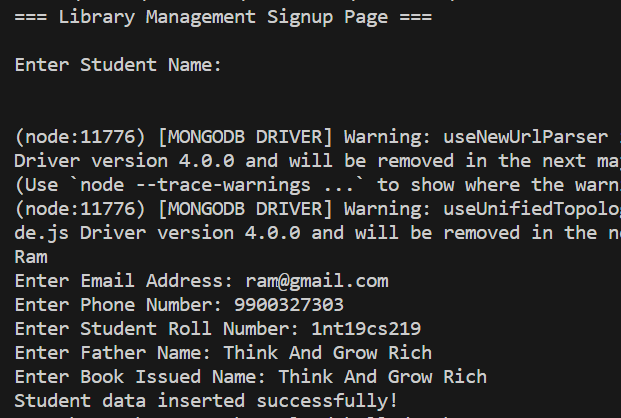 === Library Management Signup Page ===
Enter Student Name:
(node:11776) [MONGODB DRIVER] Warning: useNewUrlParser
Driver version 4.0.0 and will be removed in the next
(Use `node --trace-warnings ...` to show where the
(node:11776) [MONGODB DRIVER] Warning:
de.js Driver version 4.0.0 and will be removed in the
Ram
Enter Email Address: ram@gmail.com
Enter Phone Number: 9900327303
Enter Student Roll Number: 1nt19cs219
Enter Father Name: Think And Grow Rich
Enter Book Issued Name: Think And Grow Rich
Student data inserted successfully!